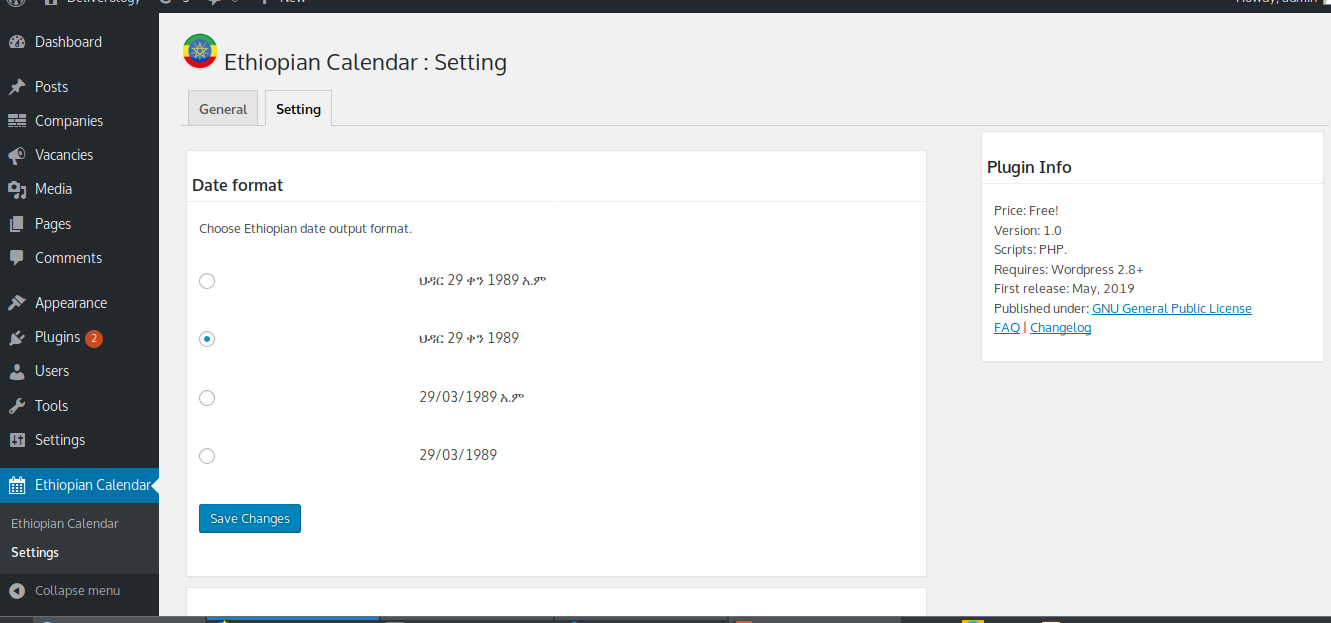 Dashboard
Posts
Companies
Vacancies
Media
Pages
Comments
Appearance
Plugins 2
Users
Tools
Settings
Ethiopian Calendar
Ethiopian Calendar
Settings
Collapse menu
Ethiopian Calendar : Setting
General
Setting
Date format
Choose Ethiopian date output format.
ህዳር 29 ቀን 1989 አ.ም
ህዳር 29 ቀን 1989
29/03/1989 አ.ም
29/03/1989
Save Changes
Plugin Info
Price: Free!
Version: 1.0
Scripts: PHP.
Requires: Wordpress 2.8+
First release: May, 2019
Published under: GNU General Public License
FAQ | Changelog